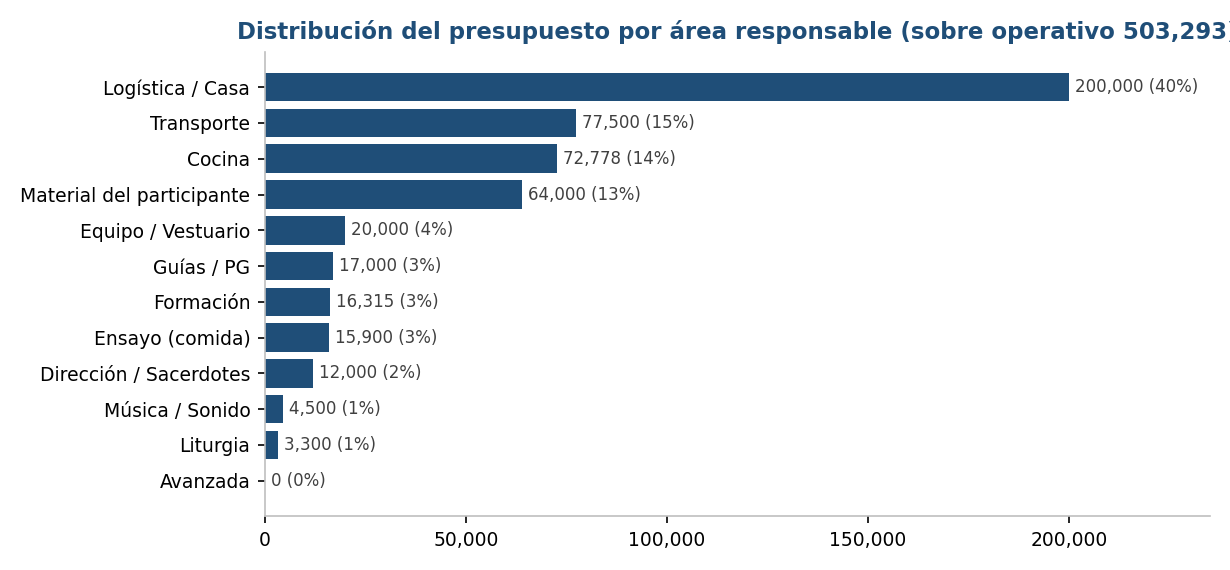 Distribución del presupuesto por área responsable (sobre operativo 503,293)
Logística / Casa 200,000 (40%)
Transporte 77,500 (15%)
Cocina 72,778 (14%)
Material del participante 64,000 (13%)
Equipo / Vestuario 20,000 (4%)
Guías / PG 17,000 (3%)
Formación 16,315 (3%)
Ensayo (comida) 15,900 (3%)
Dirección / Sacerdotes 12,000 (2%)
Música / Sonido 4,500 (1%)
Liturgia 3,300 (1%)
Avanzada 0 (0%)
0 50,000 100,000 150,000 200,000